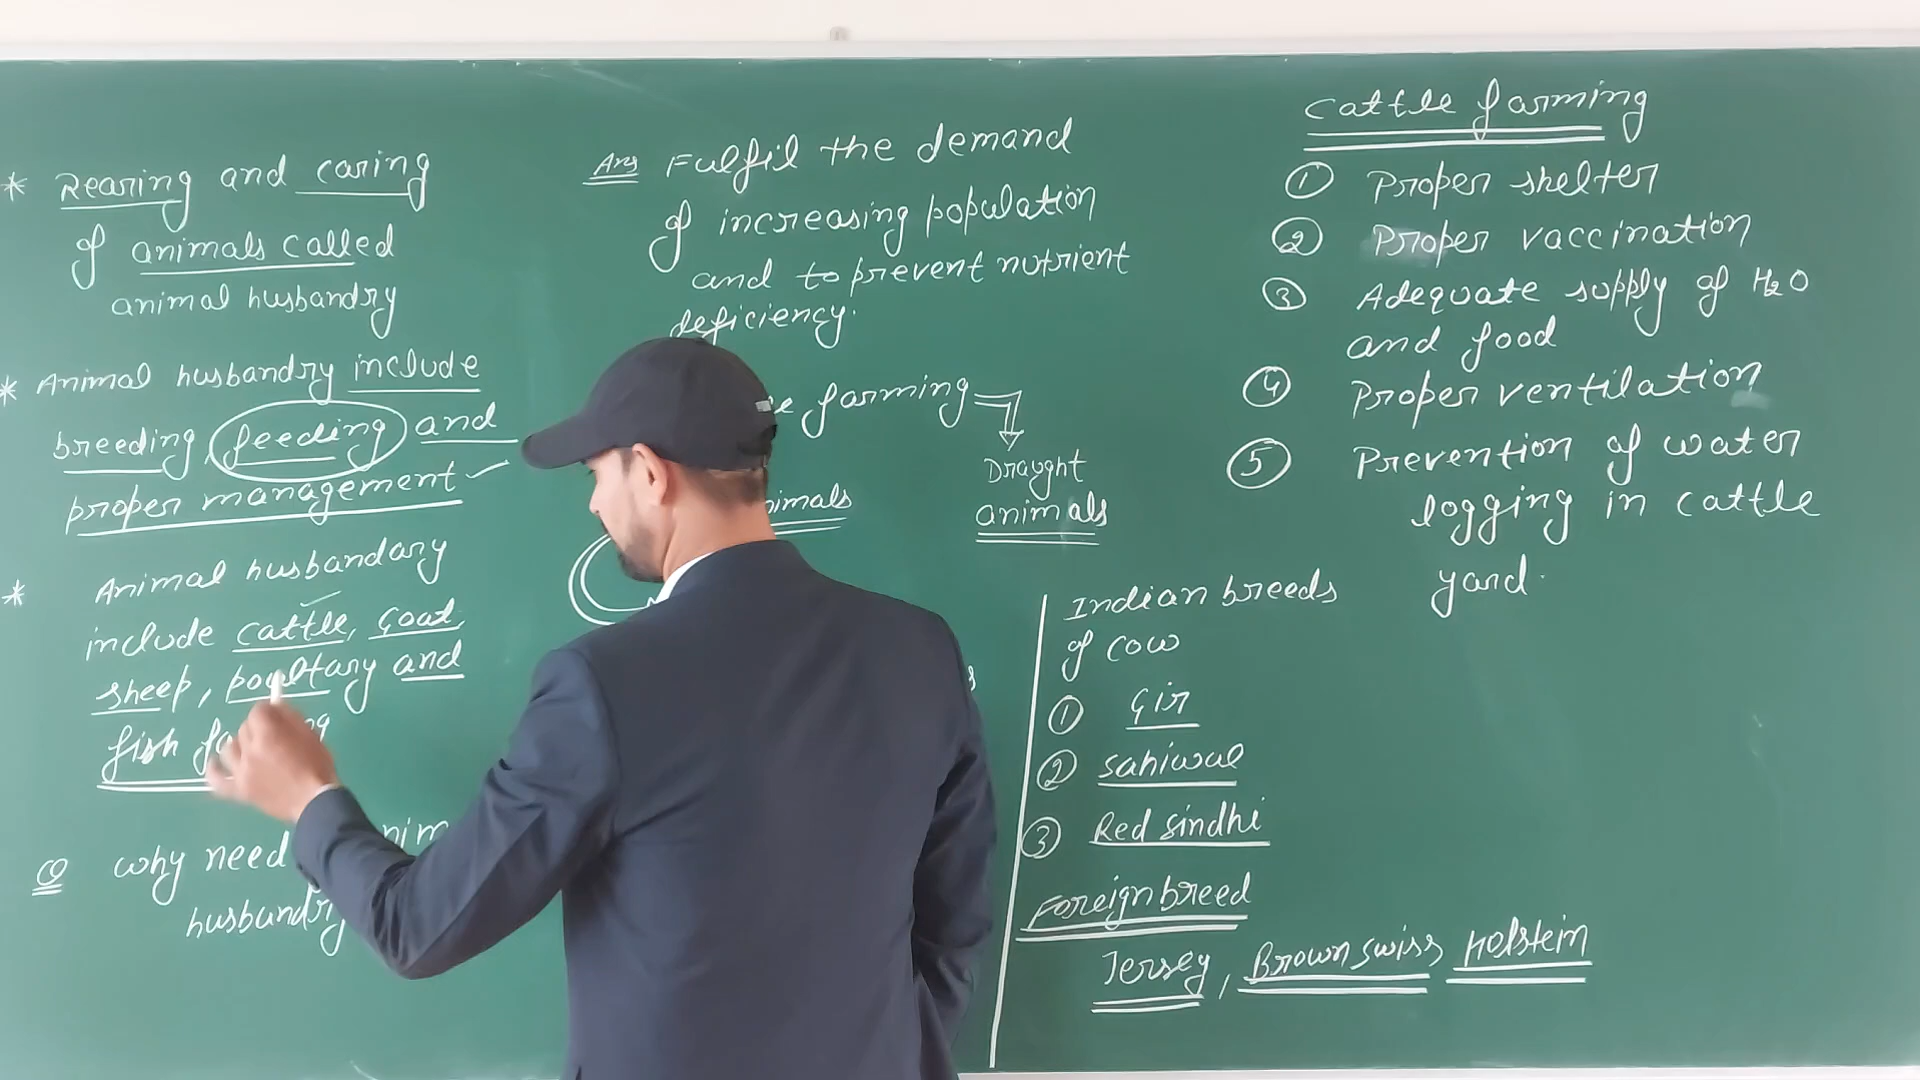 * Rearing and caring
of animals called
animal husbandry
* Animal husbandry include
breeding, feeding and
proper management
* Animal husbandary
include cattle, Goat,
sheep, poultary and
fish
Q why need
husbandry
Ans Fulfil the demand
of increasing population
and to prevent nutrient
deficiency.
farming
Draught
animals
Cattle farming
1 Proper shelter
2 Proper vaccination
3 Adequate supply of H2O
and food
4 Proper ventilation
5 Prevention of water
logging in cattle
yard.
Indian breeds
of cow
1 Gir
2 Sahiwal
3 Red Sindhi
Foreign breed
Jersey, Brown swiss Holstein